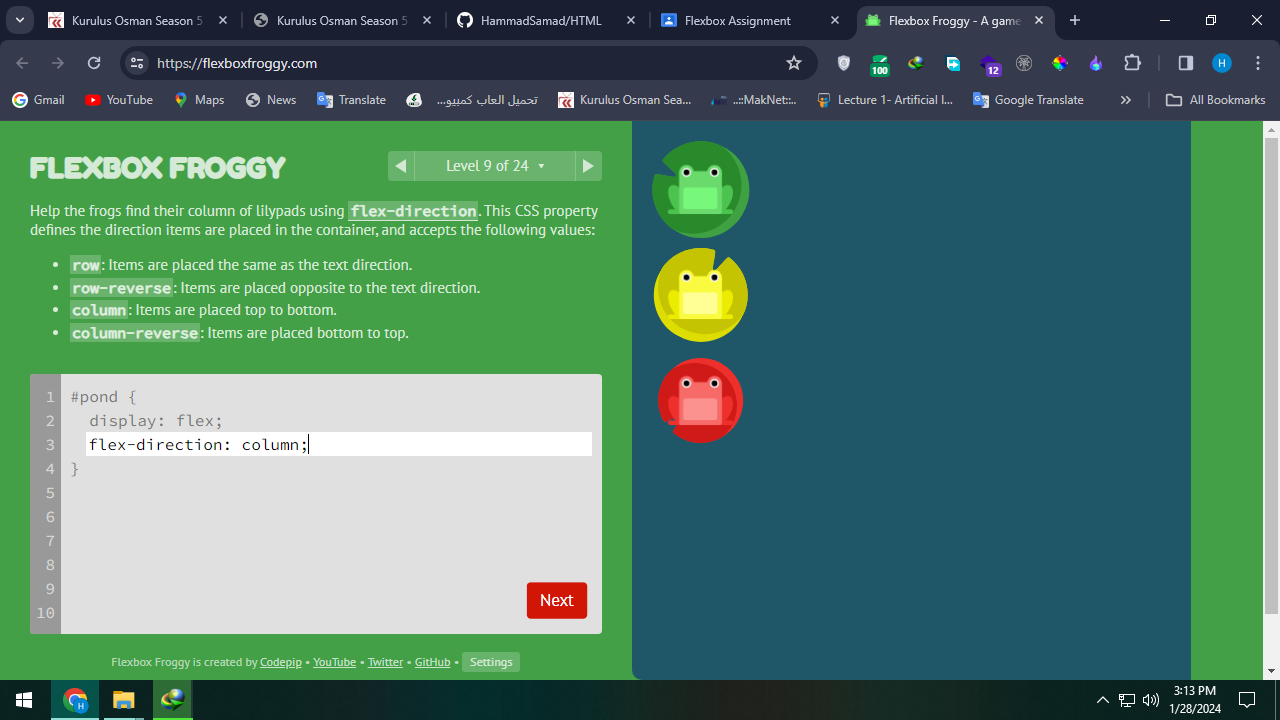 Kurulus Osman Season 5
Kurulus Osman Season 5
HammadSamad/HTML
Flexbox Assignment
Flexbox Froggy - A game
https://flexboxfroggy.com
100
12
H
Gmail
YouTube
Maps
News
Translate
تحميل العاب كمبيو...
Kurulus Osman Sea...
..::MakNet::..
Lecture 1- Artificial I...
Google Translate
All Bookmarks
FLEXBOX FROGGY
Level 9 of 24
Help the frogs find their column of lilypads using flex-direction. This CSS property
defines the direction items are placed in the container, and accepts the following values:
• row: Items are placed the same as the text direction.
• row-reverse: Items are placed opposite to the text direction.
• column: Items are placed top to bottom.
• column-reverse: Items are placed bottom to top.
1 #pond {
2 display: flex;
3 flex-direction: column;
4 }
5
6
7
8
9
10
Next
Flexbox Froggy is created by Codepip • YouTube • Twitter • GitHub • Settings
H
3:13 PM
1/28/2024